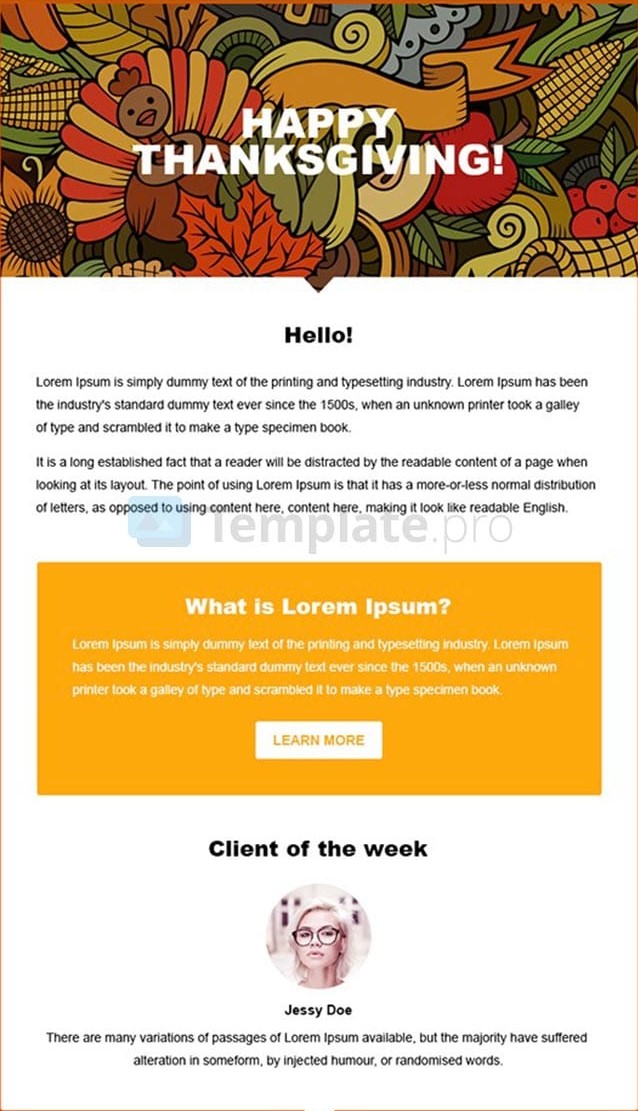 HAPPY
THANKSGIVING!
Hello!
Lorem Ipsum is simply dummy text of the printing and typesetting industry. Lorem Ipsum has been
the industry's standard dummy text ever since the 1500s, when an unknown printer took a galley
of type and scrambled it to make a type specimen book.
It is a long established fact that a reader will be distracted by the readable content of a page when
looking at its layout. The point of using Lorem Ipsum is that it has a more-or-less normal distribution
of letters, as opposed to using content here, content here, making it look like readable English.
Template.pro
What is Lorem Ipsum?
Lorem Ipsum is simply dummy text of the printing and typesetting industry. Lorem Ipsum
has been the industry's standard dummy text ever since the 1500s, when an unknown
printer took a galley of type and scrambled it to make a type specimen book.
LEARN MORE
Client of the week
Jessy Doe
There are many variations of passages of Lorem Ipsum available, but the majority have suffered
alteration in someform, by injected humour, or randomised words.